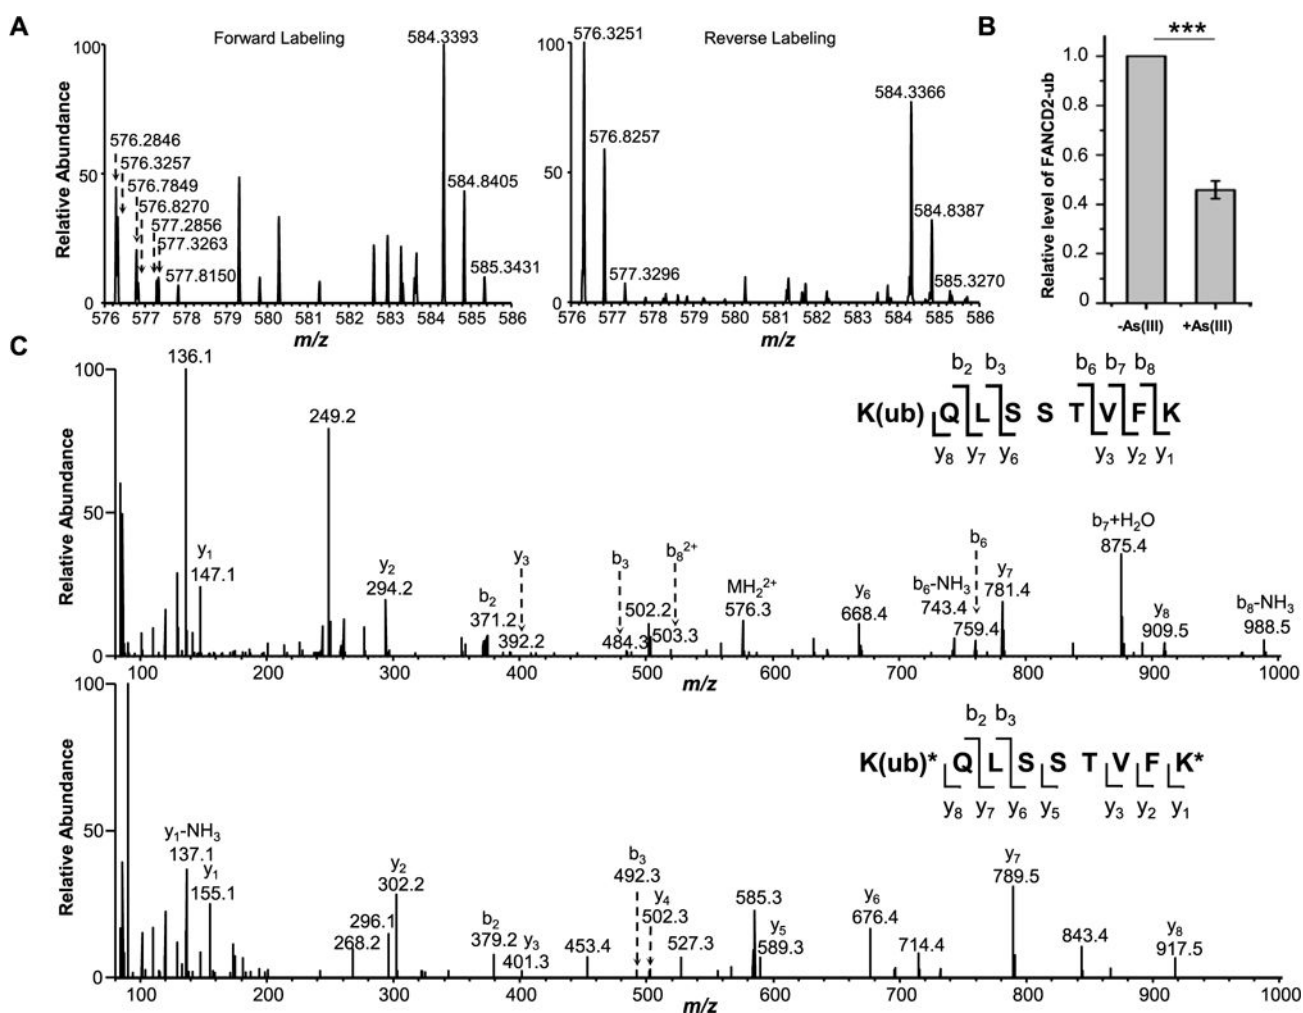 A
Forward Labeling
Relative Abundance
100
50
0
576.2846
576.3257
576.7849
576.8270
577.2856
577.3263
577.8150
584.3393
584.8405
585.3431
576 577 578 579 580 581 582 583 584 585 586
m/z
Reverse Labeling
100
50
0
576.3251
576.8257
577.3296
584.3366
584.8387
585.3270
576 577 578 579 580 581 582 583 584 585 586
m/z
B
***
Relative level of FANCD2-ub
1.0
0.8
0.6
0.4
0.2
0
-As(III) +As(III)
C
Relative Abundance
100
50
0
136.1
y1
147.1
249.2
y2
294.2
b2
371.2
y3
392.2
b3
484.3
502.2
b8 2+
503.3
MH2 2+
576.3
y6
668.4
b6-NH3
743.4
b6
759.4
y7
781.4
b7+H2O
875.4
y8
909.5
b8-NH3
988.5
b2 b3 b6 b7 b8
K(ub) Q L S S T V F K
y8 y7 y6 y3 y2 y1
100 200 300 400 500 600 700 800 900 1000
m/z
Relative Abundance
100
50
0
y1-NH3
137.1
y1
155.1
268.2
296.1
y2
302.2
b2
379.2
y3
401.3
453.4
b3
492.3
y4
502.3
527.3
585.3
y5
589.3
y6
676.4
714.4
y7
789.5
843.4
y8
917.5
b2 b3
K(ub)* Q L S S T V F K*
y8 y7 y6 y5 y3 y2 y1
100 200 300 400 500 600 700 800 900 1000
m/z